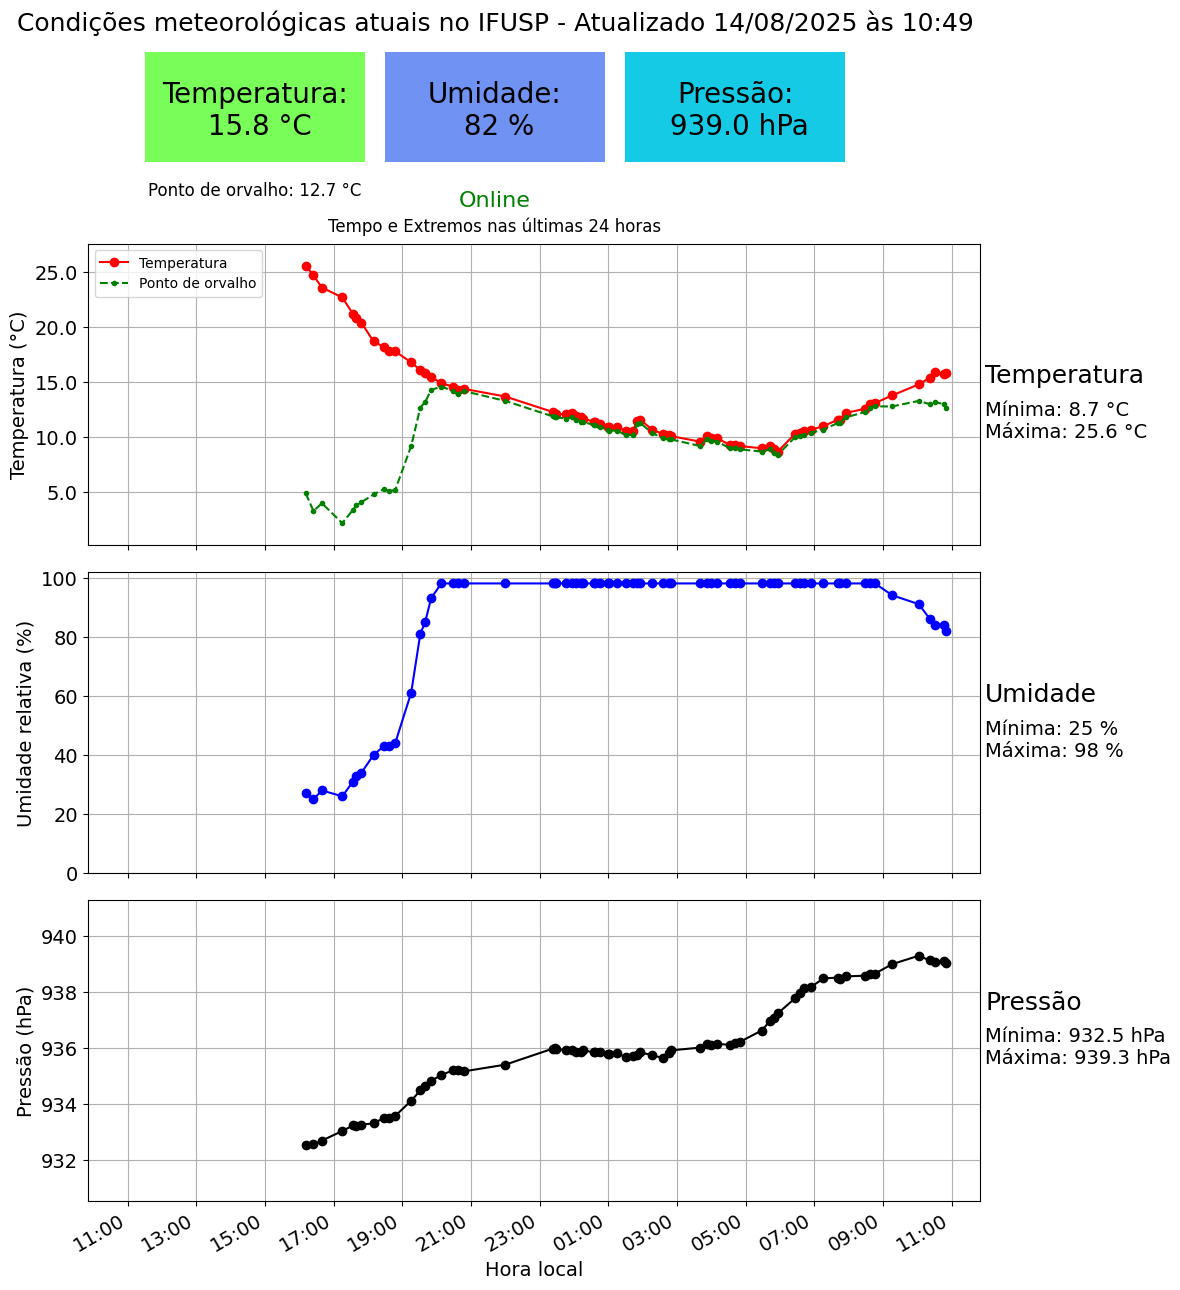 Condições meteorológicas atuais no IFUSP - Atualizado 14/08/2025 às 10:49
Temperatura:
15.8 °C
Umidade:
82 %
Pressão:
939.0 hPa
Ponto de orvalho: 12.7 °C
Online
Tempo e Extremos nas últimas 24 horas
Temperatura
Ponto de orvalho
Temperatura (°C)
25.0
20.0
15.0
10.0
5.0
Temperatura
Mínima: 8.7 °C
Máxima: 25.6 °C
Umidade relativa (%)
100
80
60
40
20
0
Umidade
Mínima: 25 %
Máxima: 98 %
Pressão (hPa)
940
938
936
934
932
Pressão
Mínima: 932.5 hPa
Máxima: 939.3 hPa
11:00
13:00
15:00
17:00
19:00
21:00
23:00
01:00
03:00
05:00
07:00
09:00
11:00
Hora local